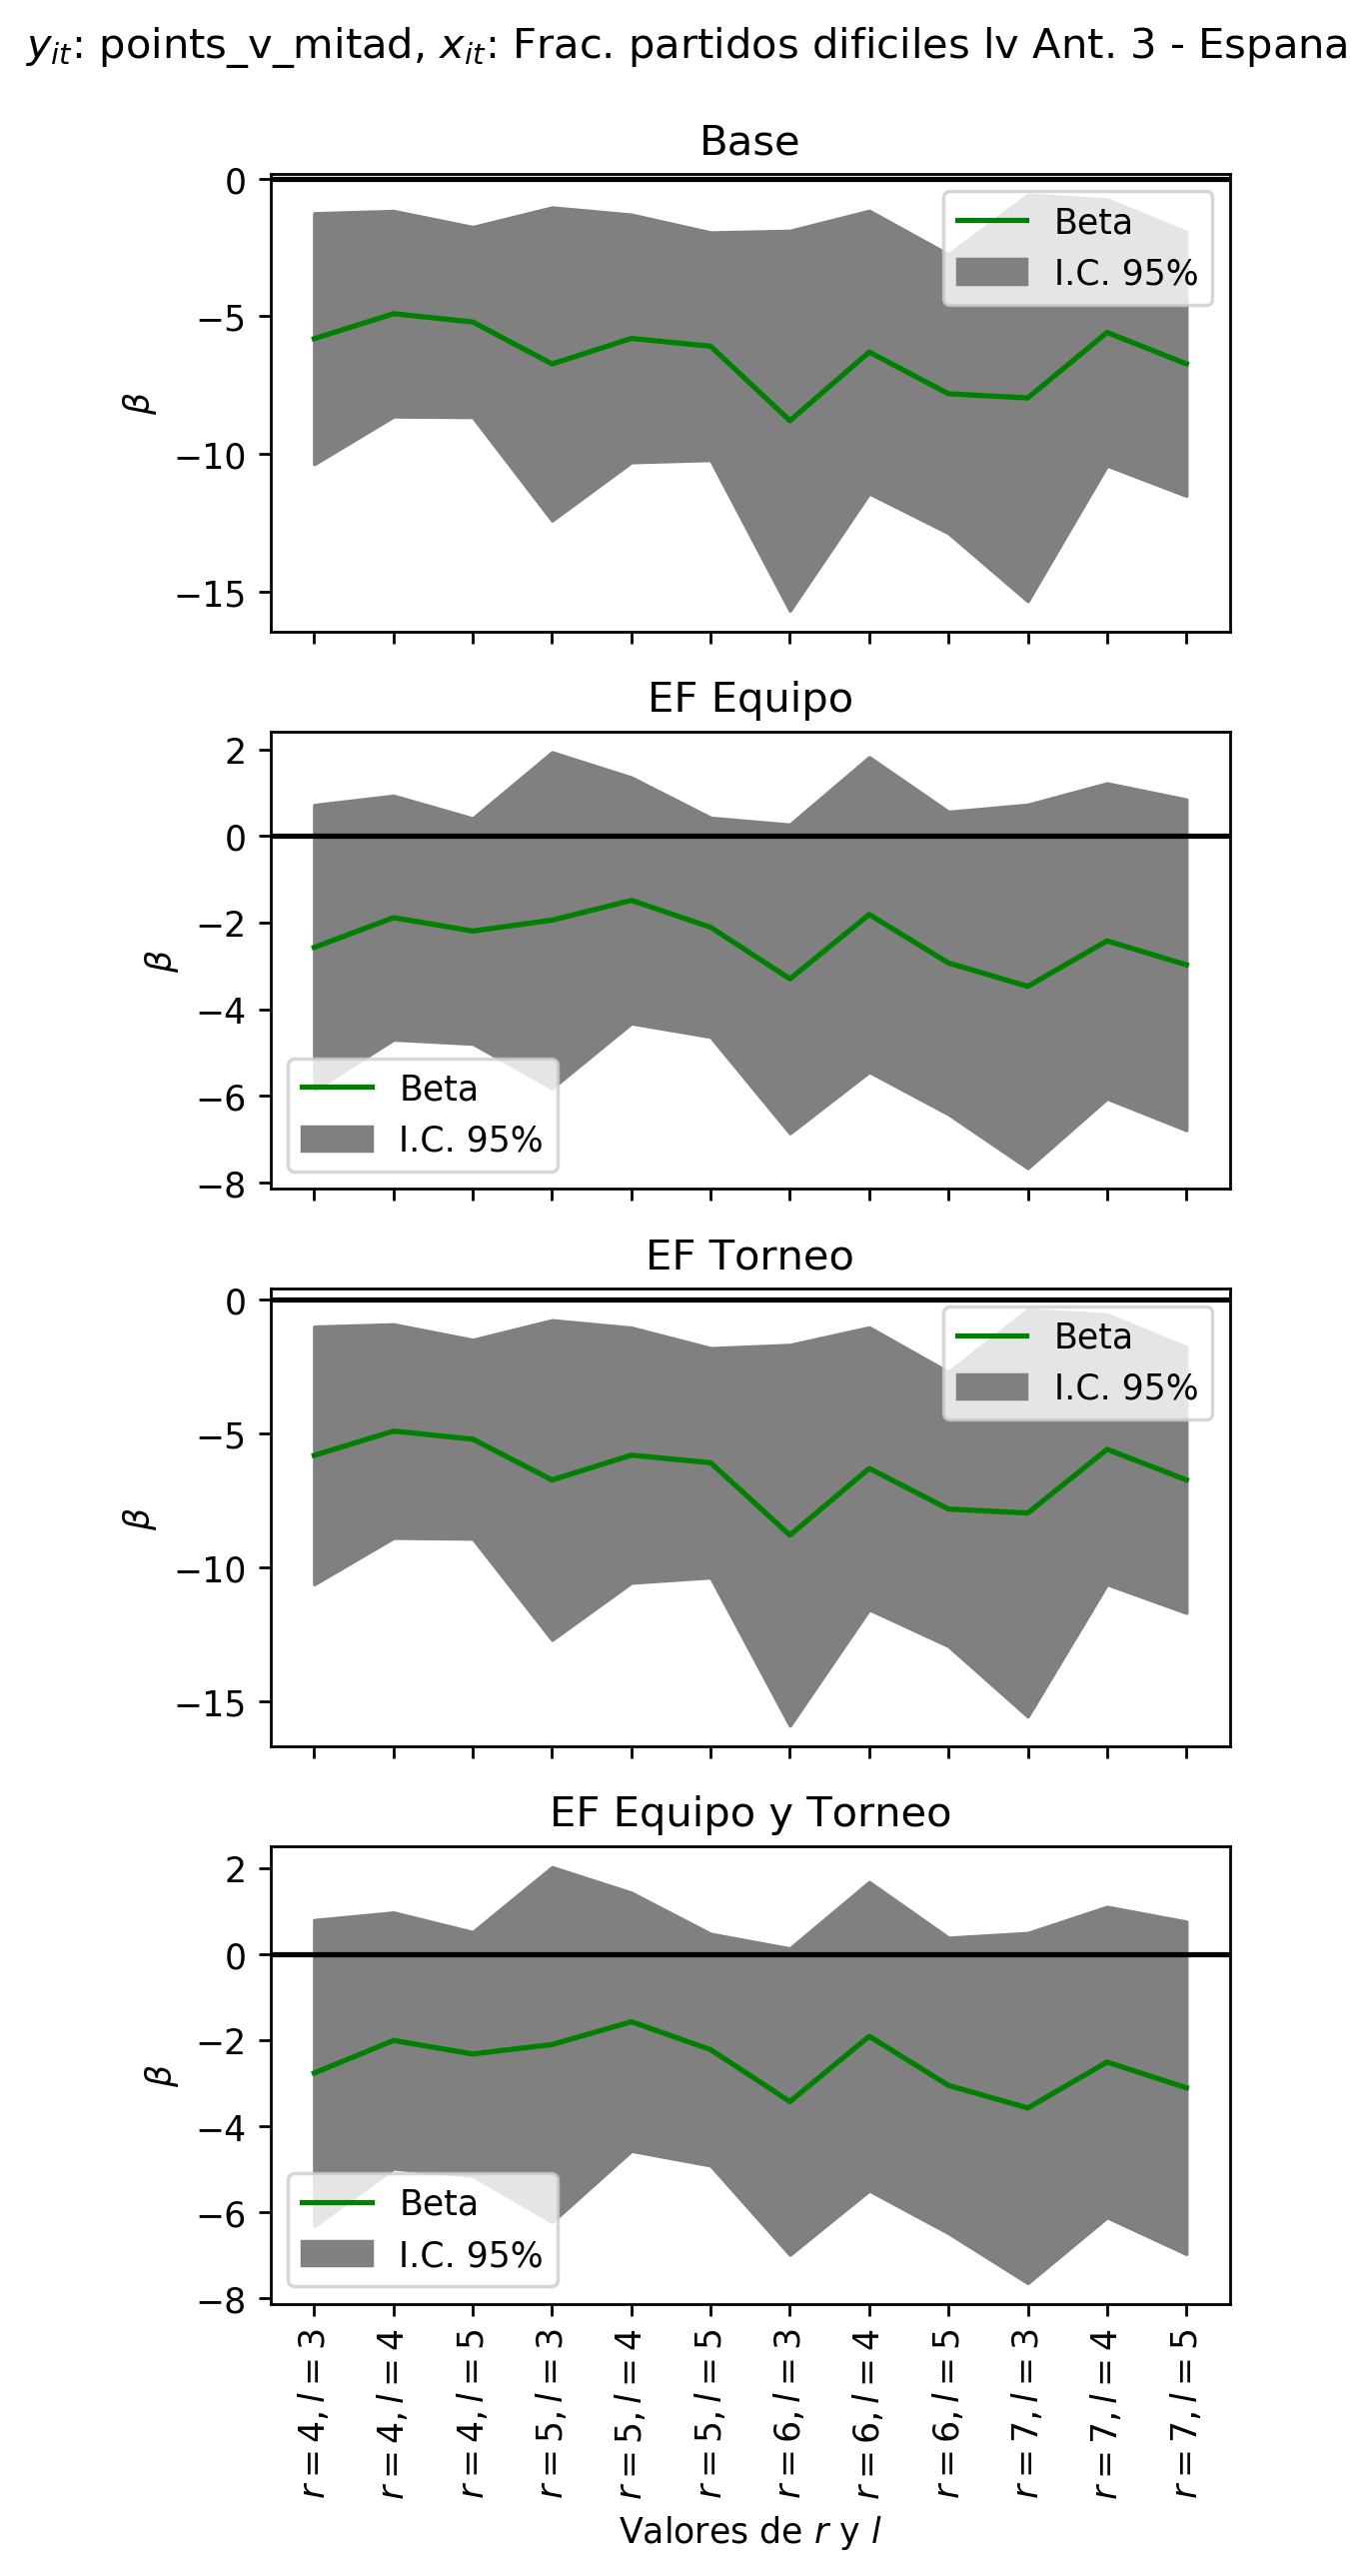 y_it: points_v_mitad, x_it: Frac. partidos dificiles lv Ant. 3 - Espana
Base
0
−5
−10
−15
β
Beta
I.C. 95%
EF Equipo
2
0
−2
−4
−6
−8
β
Beta
I.C. 95%
EF Torneo
0
−5
−10
−15
β
Beta
I.C. 95%
EF Equipo y Torneo
2
0
−2
−4
−6
−8
β
Beta
I.C. 95%
r = 4, l = 3
r = 4, l = 4
r = 4, l = 5
r = 5, l = 3
r = 5, l = 4
r = 5, l = 5
r = 6, l = 3
r = 6, l = 4
r = 6, l = 5
r = 7, l = 3
r = 7, l = 4
r = 7, l = 5
Valores de r y l